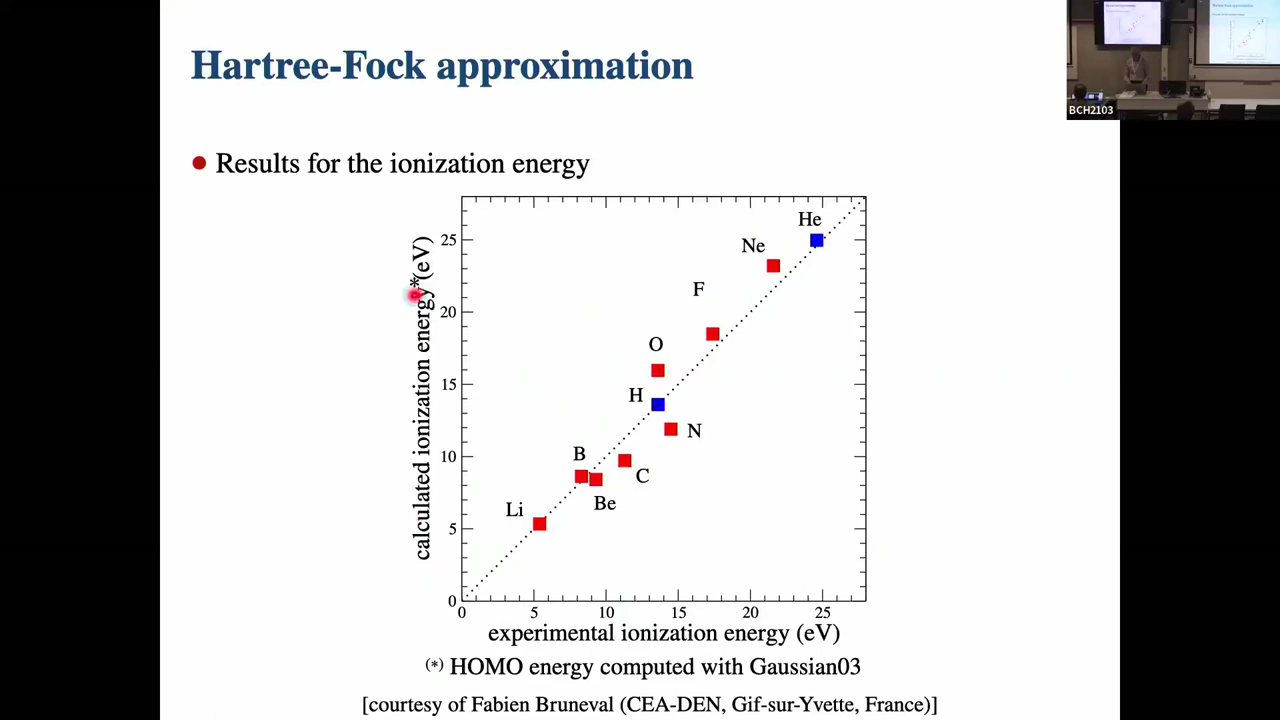 Hartree-Fock approximation
BCH2103
Results for the ionization energy
calculated ionization energy*(eV)
25
20
15
10
5
0
He
Ne
F
O
H
N
B
C
Be
Li
0 5 10 15 20 25
experimental ionization energy (eV)
(*) HOMO energy computed with Gaussian03
[courtesy of Fabien Bruneval (CEA-DEN, Gif-sur-Yvette, France)]